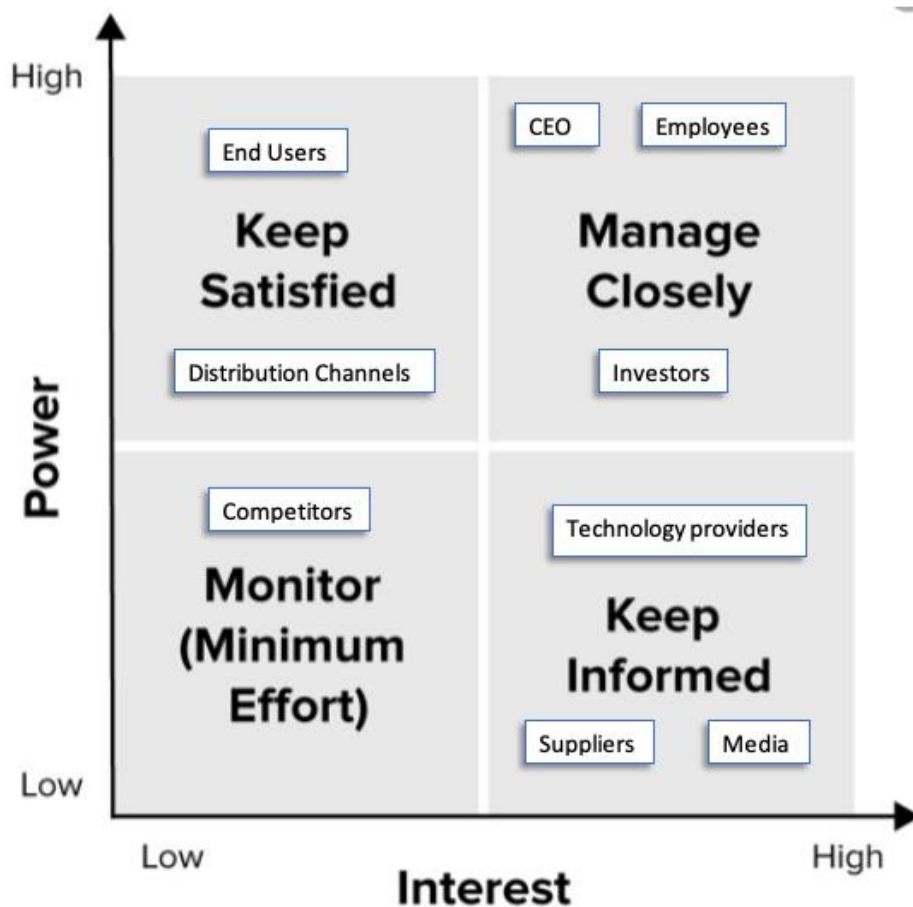 High
CEO
Employees
End Users
Keep
Satisfied
Manage
Closely
Distribution Channels
Investors
Power
Competitors
Technology providers
Monitor
(Minimum
Effort)
Keep
Informed
Suppliers
Media
Low
Low
High
Interest